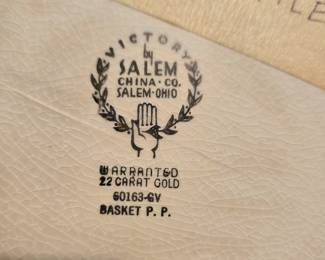 VICTORY
by
SALEM
CHINA · CO.
SALEM-OHIO
WARRANTED
22 CARAT GOLD
60163-GV
BASKET P. P.